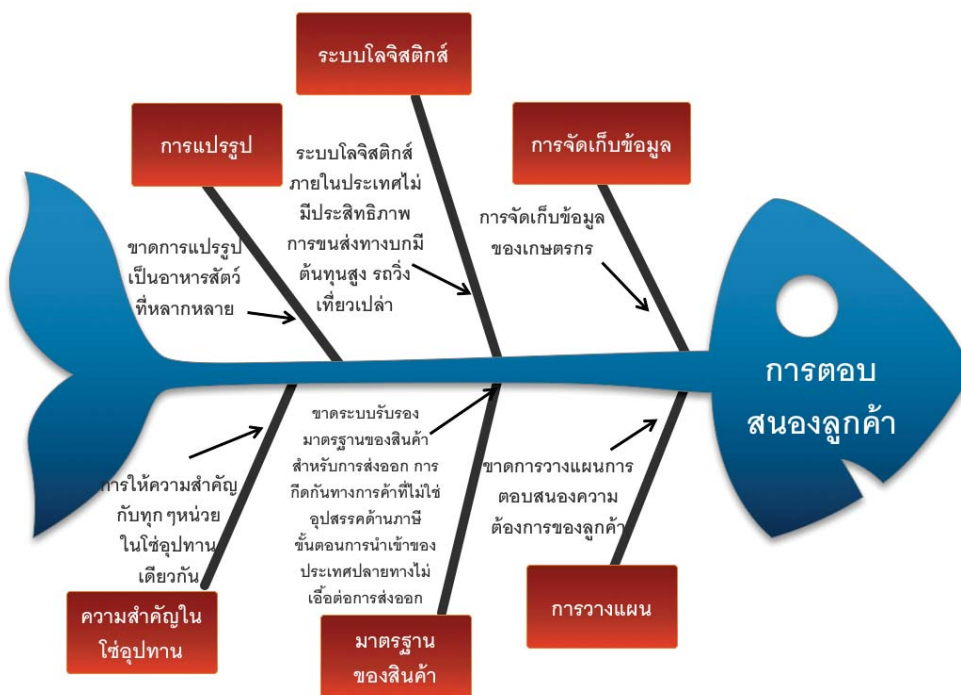 ระบบโลจิสติกส์
การแปรรูป
การจัดเก็บข้อมูล
ระบบโลจิสติกส์
ภายในประเทศไม่
มีประสิทธิภาพ
การขนส่งทางบกมี
ต้นทุนสูง รถวิ่ง
เที่ยวเปล่า
การจัดเก็บข้อมูล
ของเกษตรกร
ขาดการแปรรูป
เป็นอาหารสัตว์
ที่หลากหลาย
การตอบ
สนองลูกค้า
ขาดระบบรับรอง
มาตรฐานของสินค้า
สำหรับการส่งออก การ
กีดกันทางการค้าที่ไม่ใช่
อุปสรรคด้านภาษี
ขั้นตอนการนำเข้าของ
ประเทศปลายทางไม่
เอื้อต่อการส่งออก
ขาดการวางแผนการ
ตอบสนองความ
ต้องการของลูกค้า
การให้ความสำคัญ
กับทุก ๆหน่วย
ในโซ่อุปทาน
เดียวกัน
ความสำคัญใน
โซ่อุปทาน
มาตรฐาน
ของสินค้า
การวางแผน